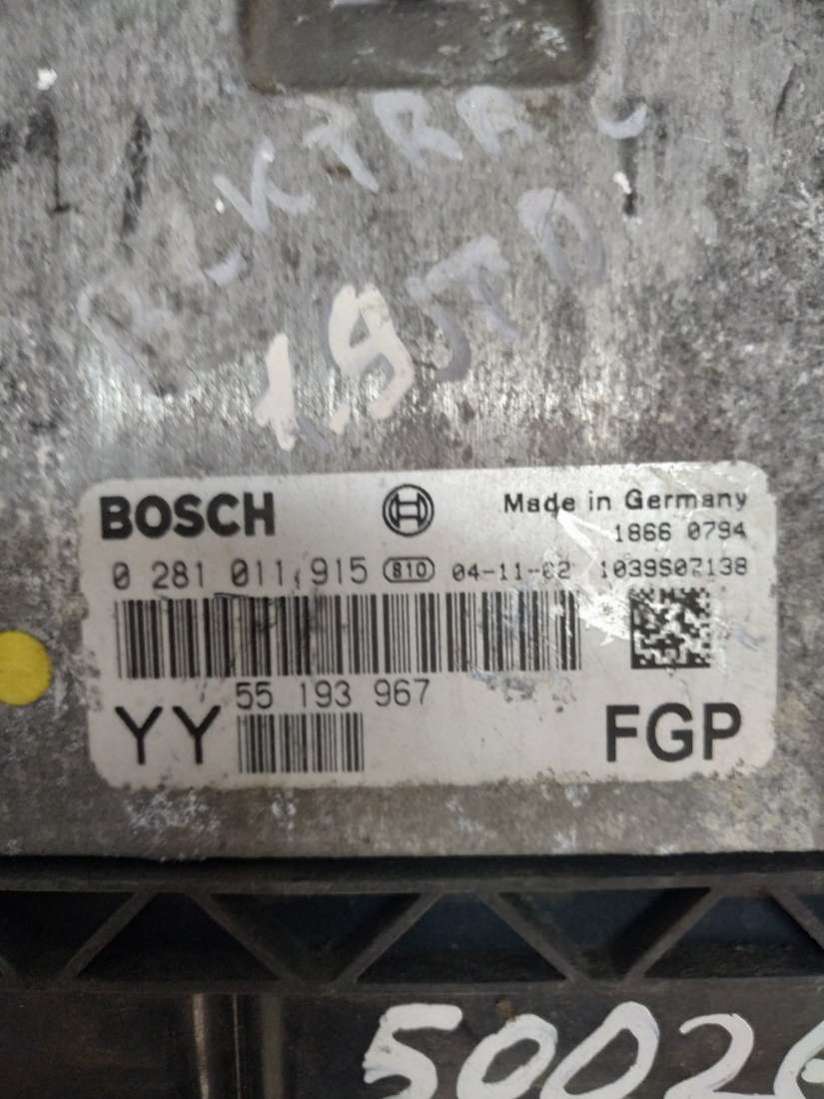 1.9JTD
BOSCH
Made in Germany
1866 0794
0 281 011 915 810 04-11-02 1039S07138
55 193 967
YY
FGP